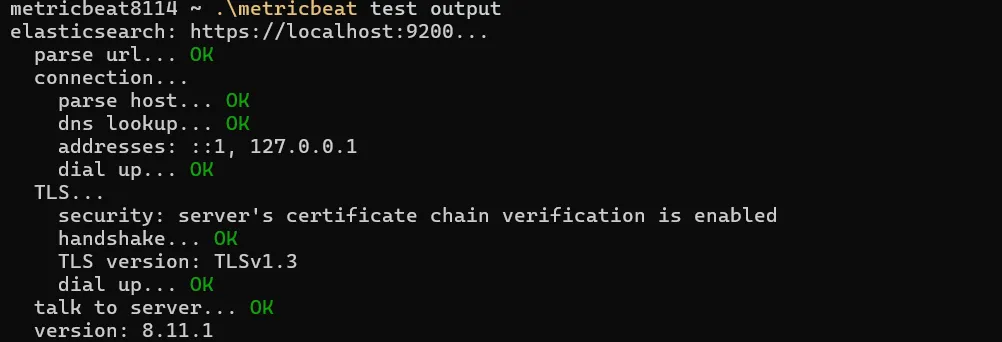 metricbeat8114 ~ .\metricbeat test output
elasticsearch: https://localhost:9200...
  parse url... OK
  connection...
    parse host... OK
    dns lookup... OK
    addresses: ::1, 127.0.0.1
    dial up... OK
  TLS...
    security: server's certificate chain verification is enabled
    handshake... OK
    TLS version: TLSv1.3
    dial up... OK
  talk to server... OK
  version: 8.11.1